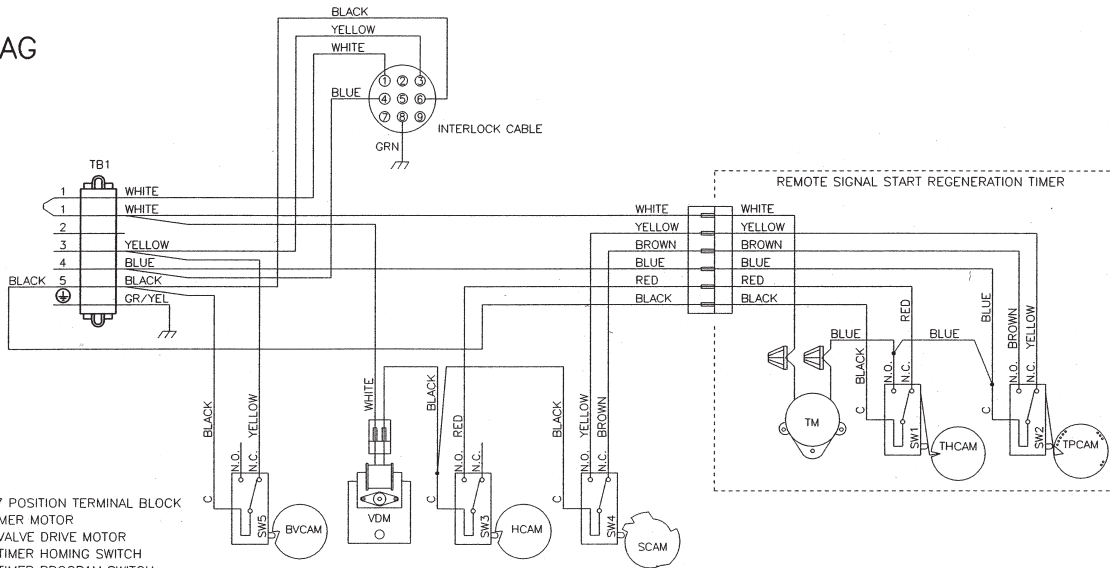 BLACK
YELLOW
WHITE
AG
1 2 3
BLUE 4 5 6
7 8 9
INTERLOCK CABLE
GRN
TB1
REMOTE SIGNAL START REGENERATION TIMER
1 WHITE
1 WHITE WHITE WHITE
2 YELLOW YELLOW
3 YELLOW BROWN BROWN
4 BLUE BLUE BLUE
BLACK 5 BLACK RED RED
GR/YEL BLACK BLACK
BLUE BLUE
BLACK
N.O.
N.C.
RED
BLUE
N.O. BROWN
N.C. YELLOW
C
SW1
THCAM
C
SW2
TPCAM
TM
BLACK
YELLOW
WHITE
BLACK
RED
BLACK
YELLOW
BROWN
C
N.O.
N.C.
SW5
BVCAM
VDM
C
N.O.
N.C.
SW3
HCAM
C
N.O.
N.C.
SW4
SCAM
7 POSITION TERMINAL BLOCK
MER MOTOR
VALVE DRIVE MOTOR
TIMER HOMING SWITCH
TIMER PROGRAM SWITCH